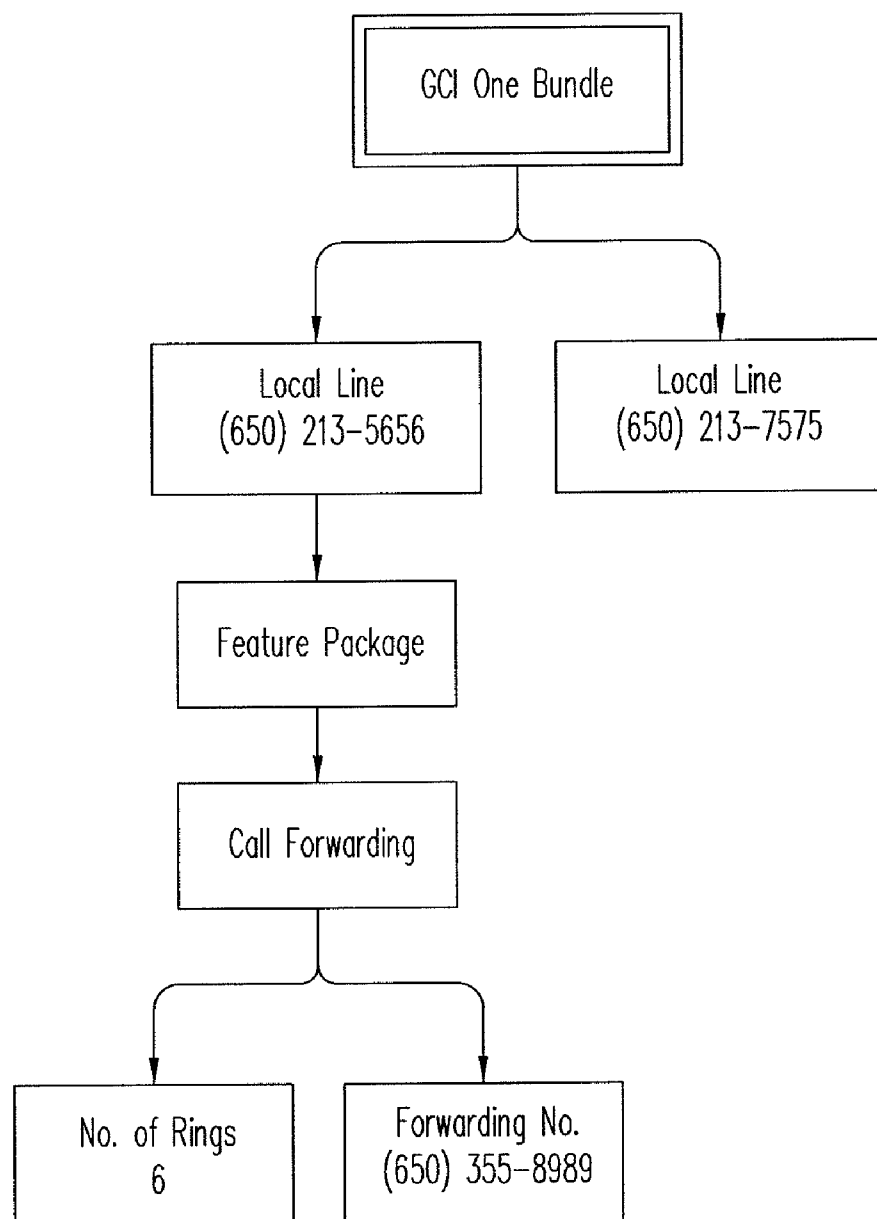 GCI One Bundle
Local Line
(650) 213-5656
Local Line
(650) 213-7575
Feature Package
Call Forwarding
No. of Rings
6
Forwarding No.
(650) 355-8989